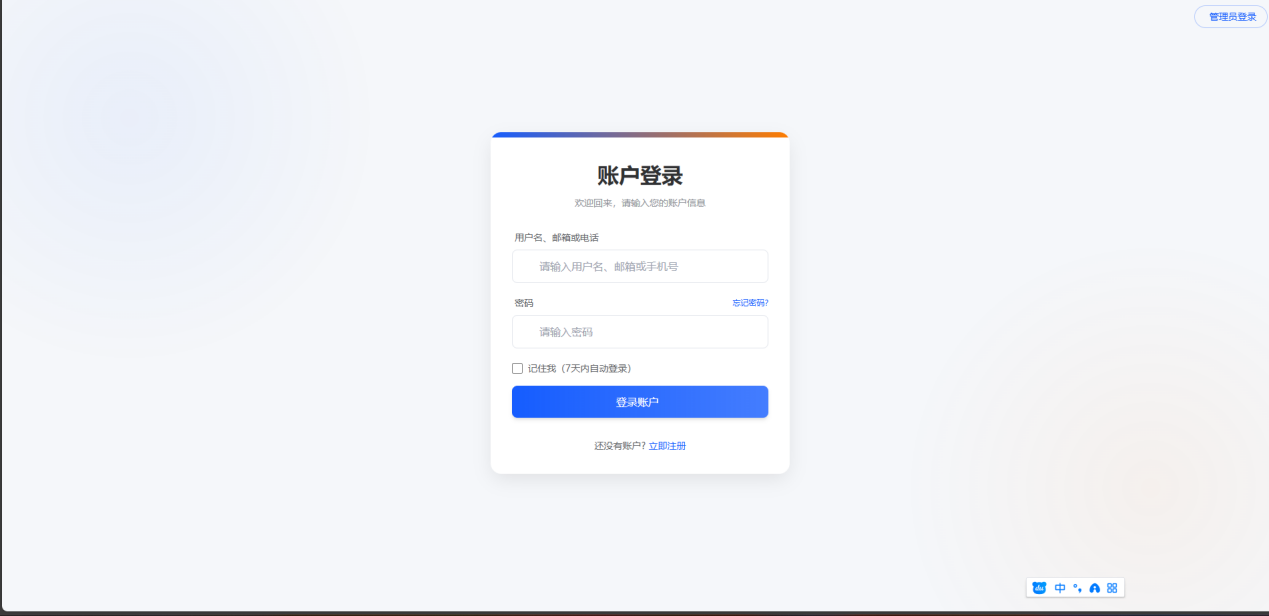 管理员登录
账户登录
欢迎回来，请输入您的账户信息
用户名、邮箱或电话
请输入用户名、邮箱或手机号
密码 忘记密码?
请输入密码
记住我（7天内自动登录）
登录账户
还没有账户? 立即注册
du 中 °,